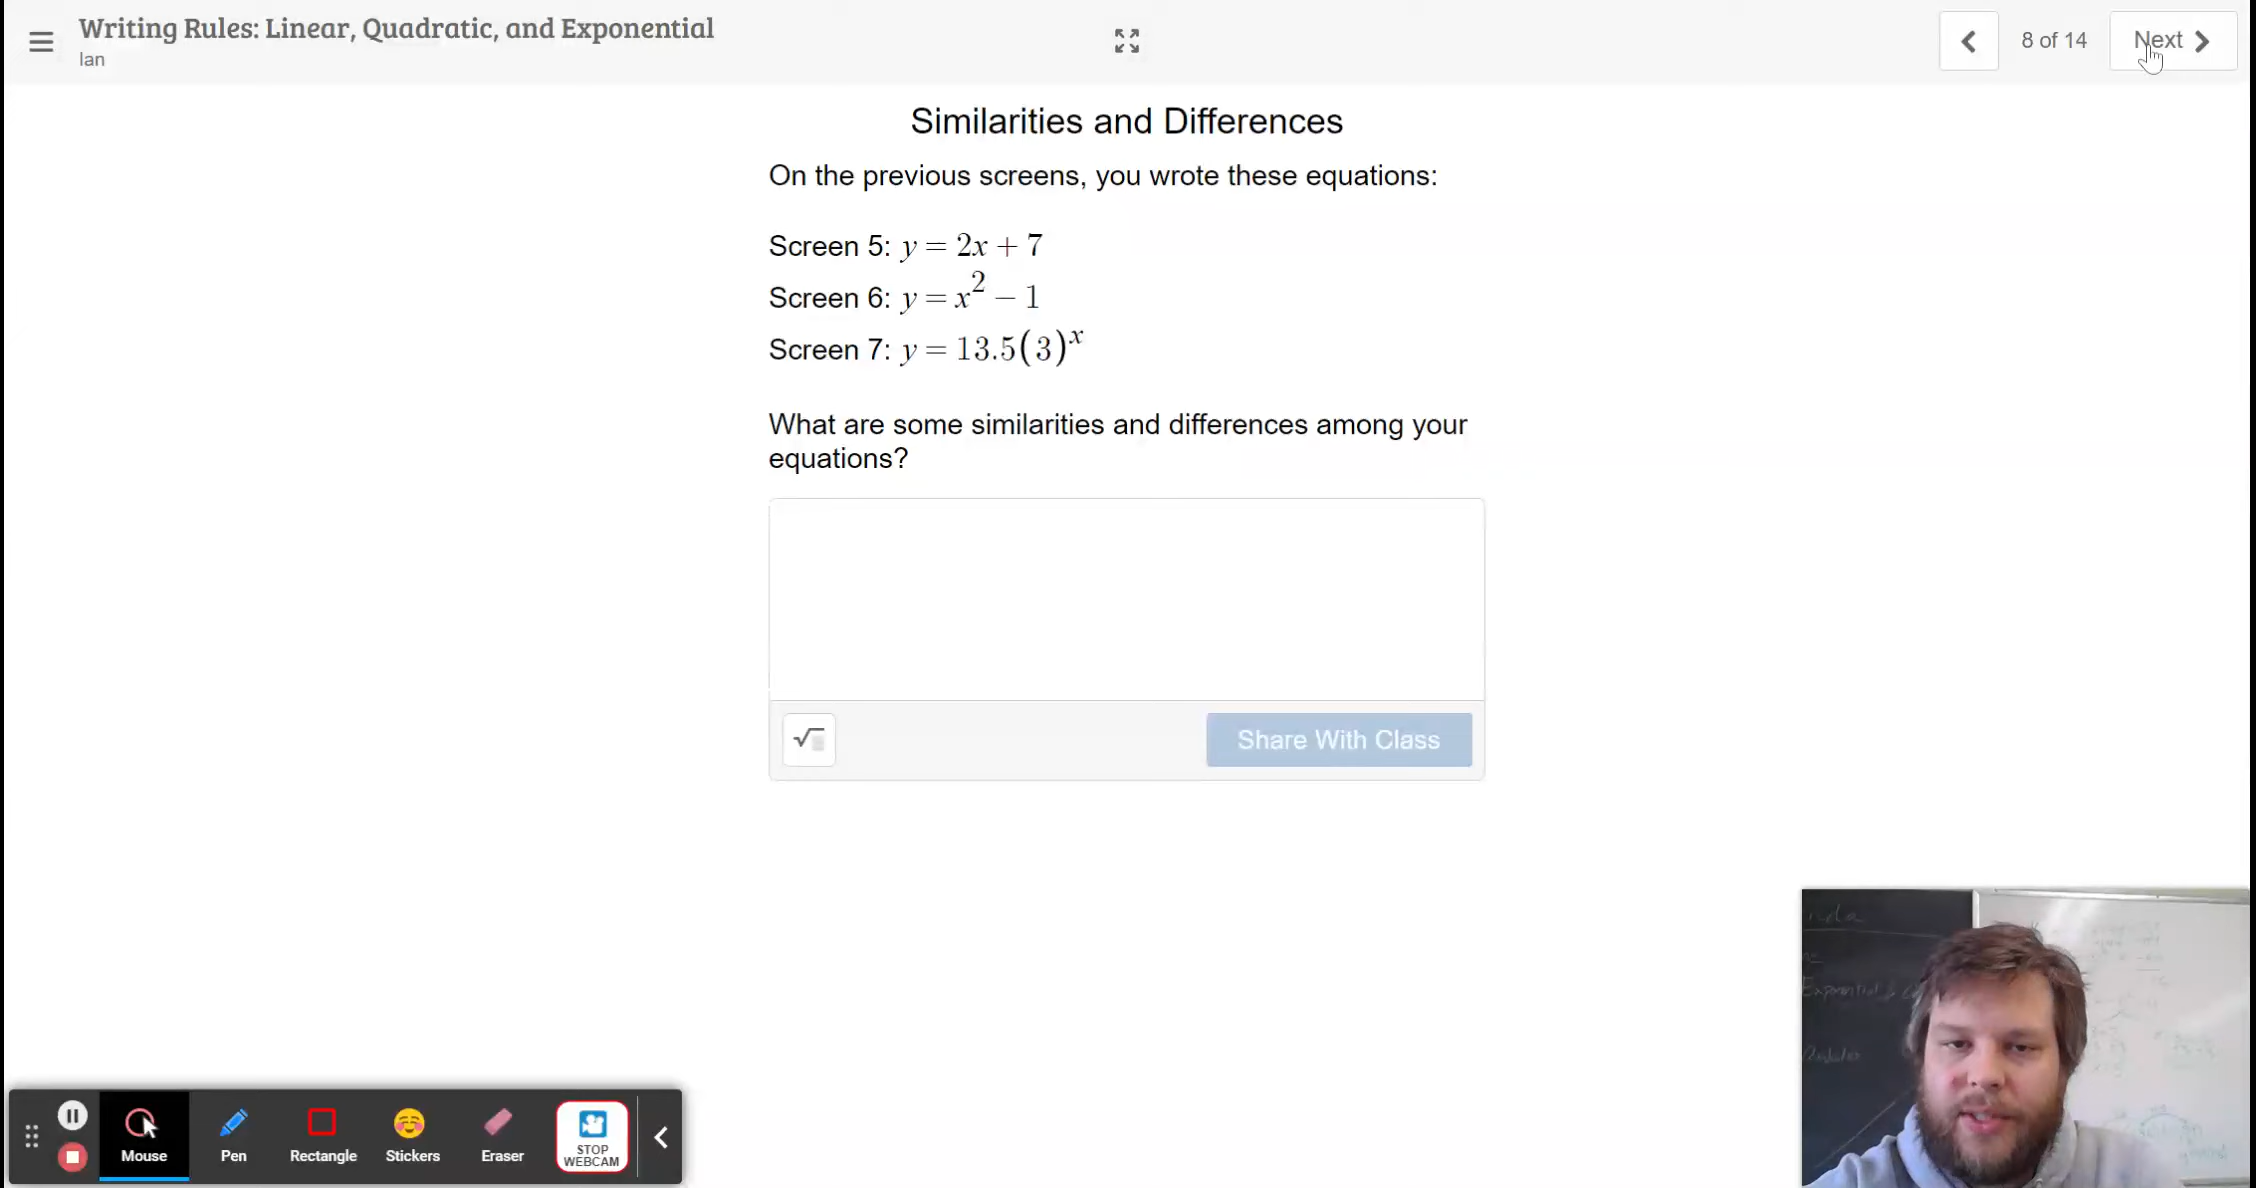 Writing Rules: Linear, Quadratic, and Exponential
Ian
8 of 14
Next
Similarities and Differences
On the previous screens, you wrote these equations:
Screen 5: y = 2x + 7
Screen 6: y = x² − 1
Screen 7: y = 13.5(3)ˣ
What are some similarities and differences among your
equations?
Share With Class
Mouse
Pen
Rectangle
Stickers
Eraser
STOP
WEBCAM